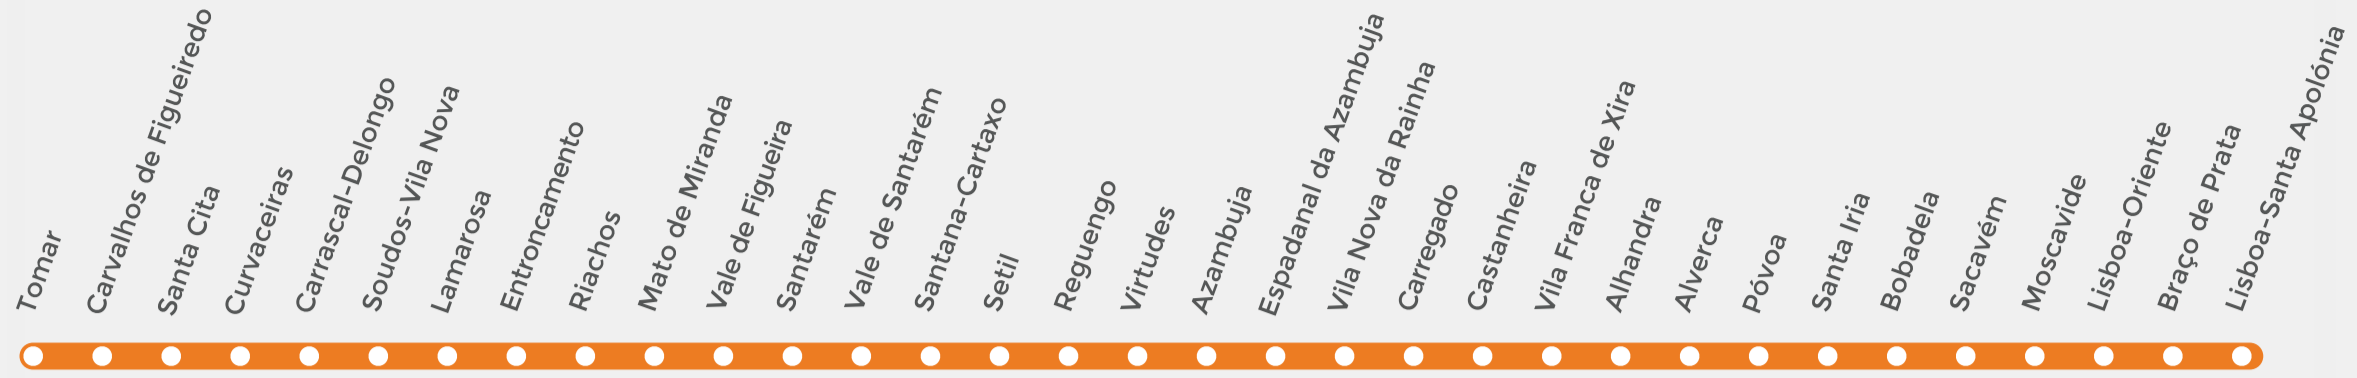 Tomar
Carvalhos de Figueiredo
Santa Cita
Curvaceiras
Carrascal-Delongo
Soudos-Vila Nova
Lamarosa
Entroncamento
Riachos
Mato de Miranda
Vale de Figueira
Santarém
Vale de Santarém
Santana-Cartaxo
Setil
Reguengo
Virtudes
Azambuja
Espadanal da Azambuja
Vila Nova da Rainha
Carregado
Castanheira
Vila Franca de Xira
Alhandra
Alverca
Póvoa
Santa Iria
Bobadela
Sacavém
Moscavide
Lisboa-Oriente
Braço de Prata
Lisboa-Santa Apolónia